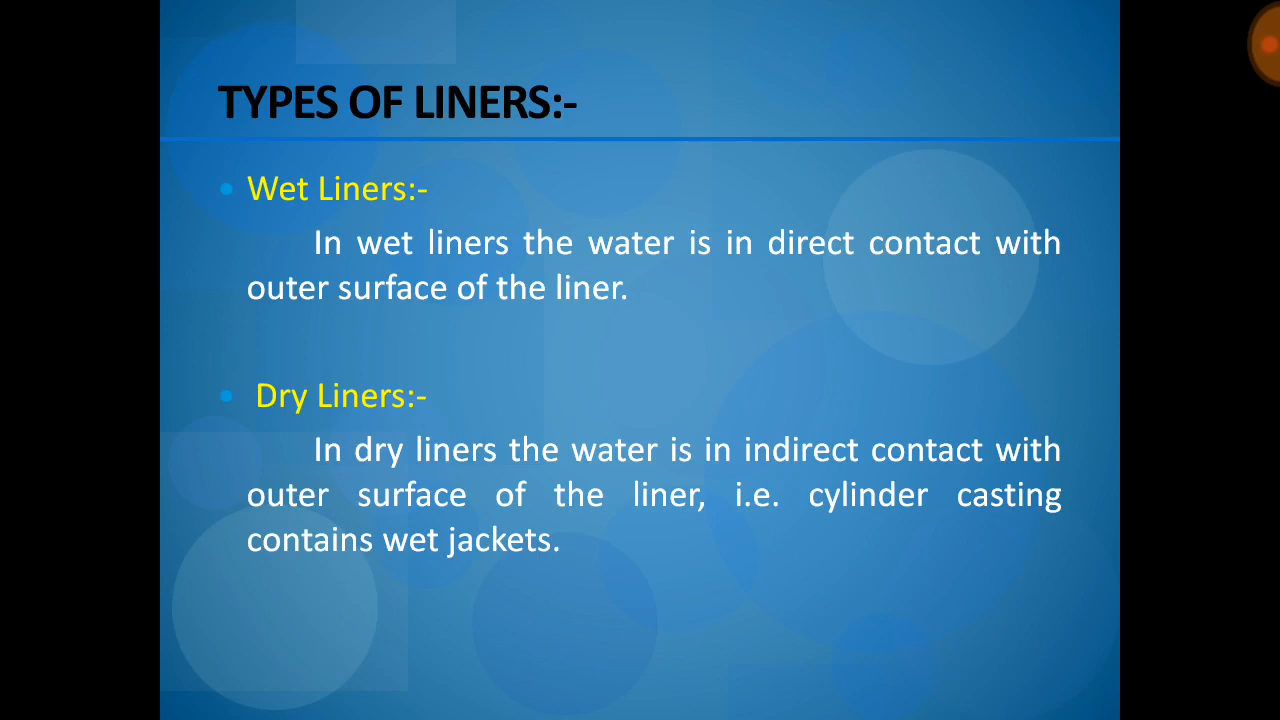 TYPES OF LINERS:-
Wet Liners:-
In wet liners the water is in direct contact with
outer surface of the liner.
Dry Liners:-
In dry liners the water is in indirect contact with
outer surface of the liner, i.e. cylinder casting
contains wet jackets.